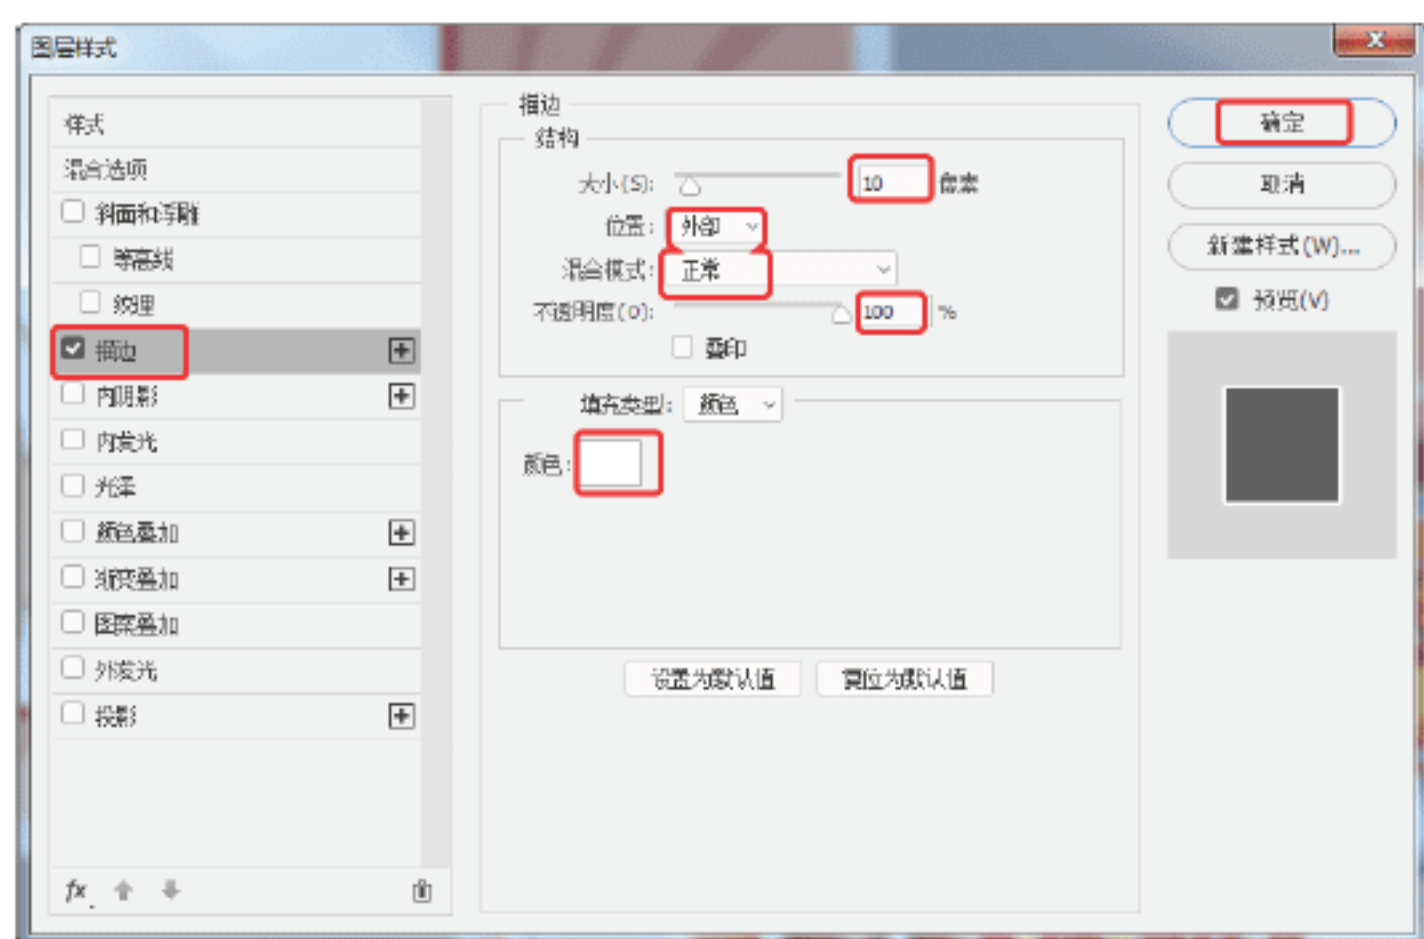 图层样式
样式
混合选项
斜面和浮雕
等高线
纹理
描边
内阴影
内发光
光泽
颜色叠加
渐变叠加
图案叠加
外发光
投影
fx
描边
结构
大小(S): 10 像素
位置: 外部
混合模式: 正常
不透明度(O): 100 %
叠印
填充类型: 颜色
颜色:
设置为默认值 复位为默认值
确定
取消
新建样式(W)...
预览(V)